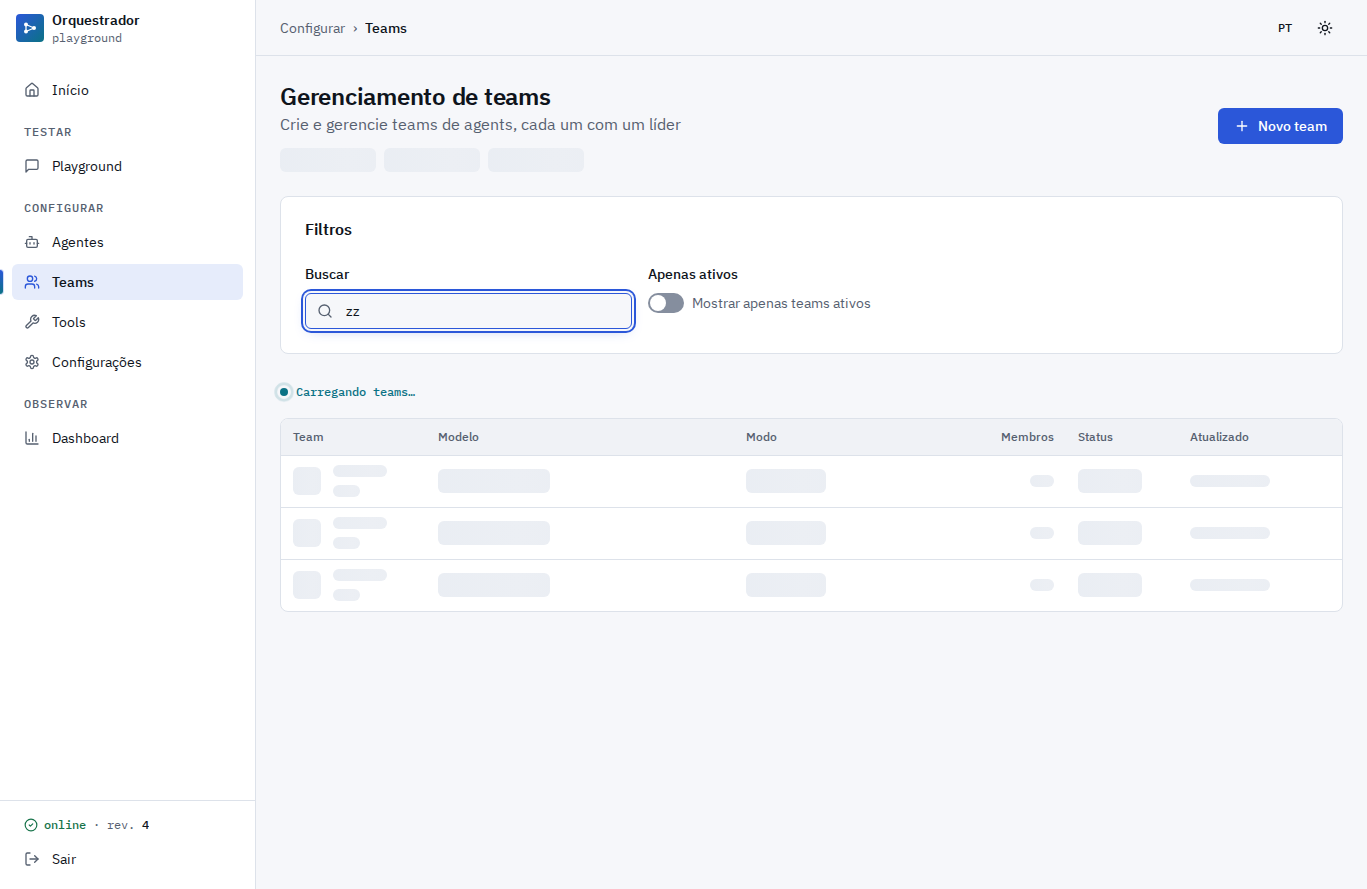 Orquestrador
playground
Início
TESTAR
Playground
CONFIGURAR
Agentes
Teams
Tools
Configurações
OBSERVAR
Dashboard
online · rev. 4
Sair
Configurar › Teams
PT
Gerenciamento de teams
Crie e gerencie teams de agents, cada um com um líder
Novo team
Filtros
Buscar
zz
Apenas ativos
Mostrar apenas teams ativos
Carregando teams…
Team Modelo Modo Membros Status Atualizado